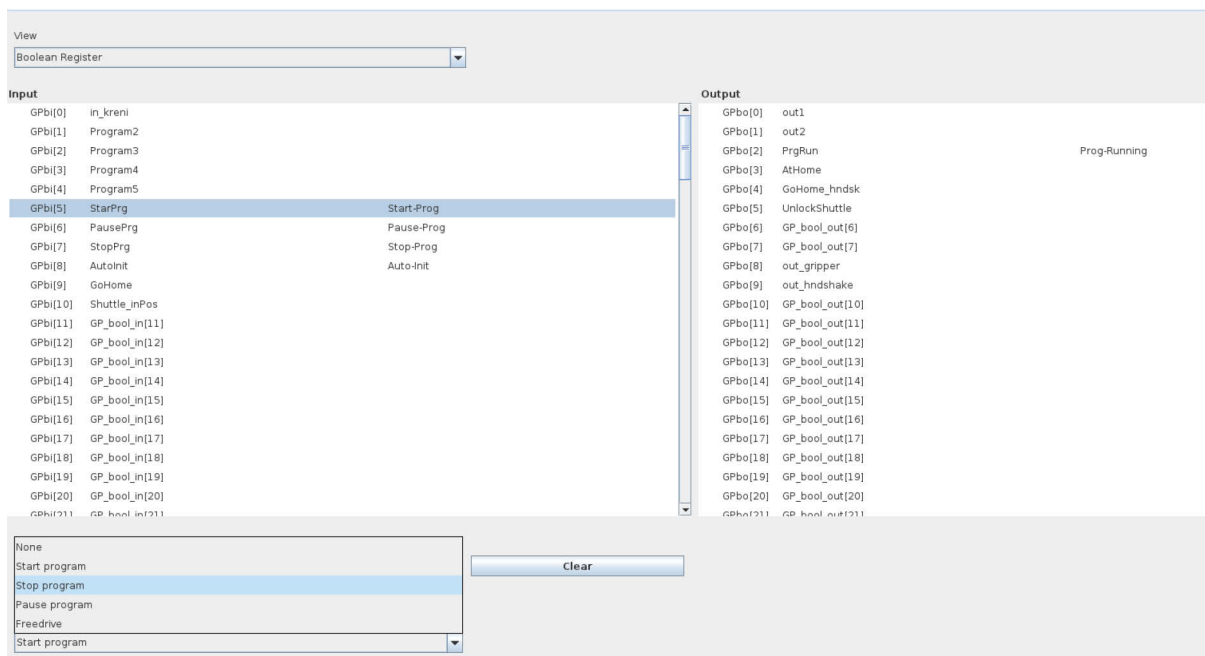 View
Boolean Register
Input
GPbi[0] in_kreni
GPbi[1] Program2
GPbi[2] Program3
GPbi[3] Program4
GPbi[4] Program5
GPbi[5] StarPrg Start-Prog
GPbi[6] PausePrg Pause-Prog
GPbi[7] StopPrg Stop-Prog
GPbi[8] AutoInit Auto-Init
GPbi[9] GoHome
GPbi[10] Shuttle_inPos
GPbi[11] GP_bool_in[11]
GPbi[12] GP_bool_in[12]
GPbi[13] GP_bool_in[13]
GPbi[14] GP_bool_in[14]
GPbi[15] GP_bool_in[15]
GPbi[16] GP_bool_in[16]
GPbi[17] GP_bool_in[17]
GPbi[18] GP_bool_in[18]
GPbi[19] GP_bool_in[19]
GPbi[20] GP_bool_in[20]
GPbi[21] GP_bool_in[21]
Output
GPbo[0] out1
GPbo[1] out2
GPbo[2] PrgRun Prog-Running
GPbo[3] AtHome
GPbo[4] GoHome_hndsk
GPbo[5] UnlockShuttle
GPbo[6] GP_bool_out[6]
GPbo[7] GP_bool_out[7]
GPbo[8] out_gripper
GPbo[9] out_hndshake
GPbo[10] GP_bool_out[10]
GPbo[11] GP_bool_out[11]
GPbo[12] GP_bool_out[12]
GPbo[13] GP_bool_out[13]
GPbo[14] GP_bool_out[14]
GPbo[15] GP_bool_out[15]
GPbo[16] GP_bool_out[16]
GPbo[17] GP_bool_out[17]
GPbo[18] GP_bool_out[18]
GPbo[19] GP_bool_out[19]
GPbo[20] GP_bool_out[20]
GPbo[21] GP_bool_out[21]
None
Start program
Stop program
Pause program
Freedrive
Start program
Clear